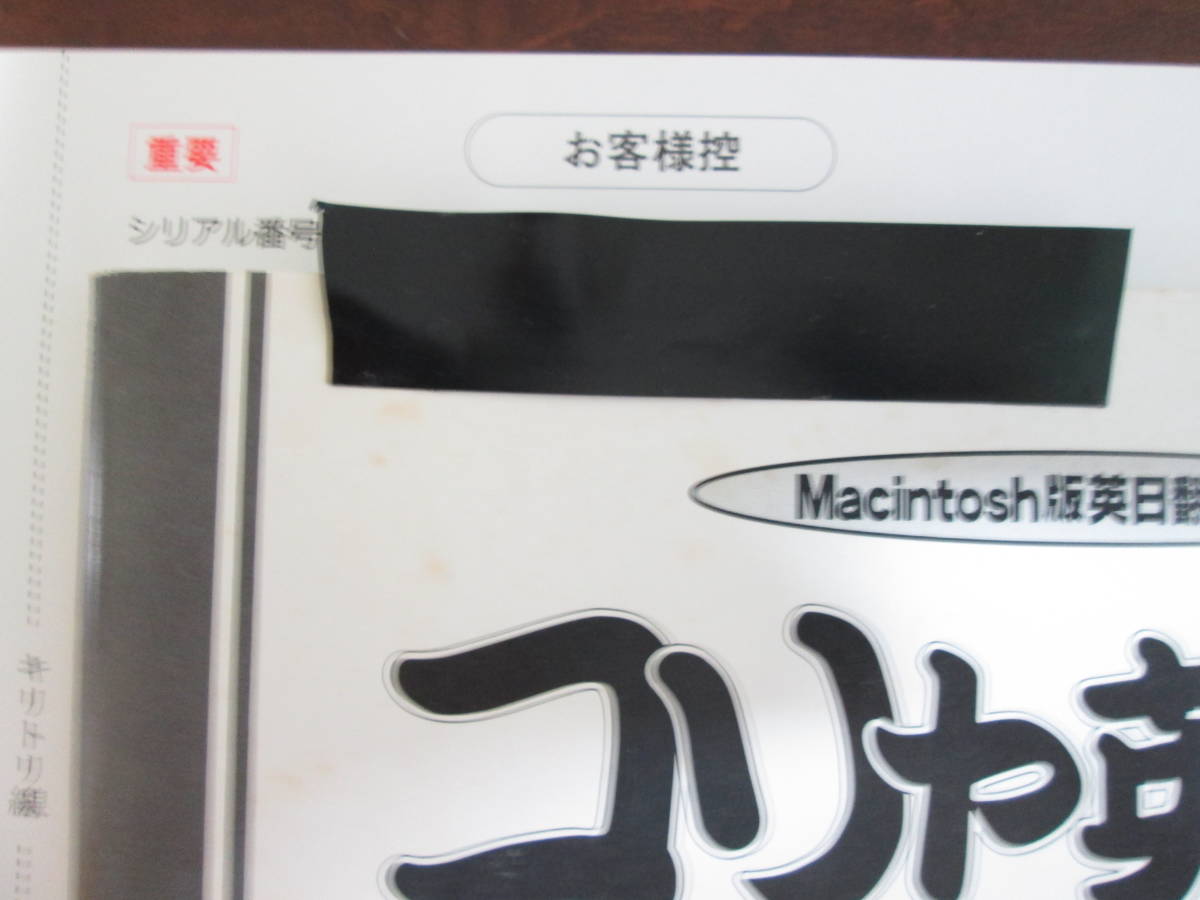 重要
お客様控
シリアル番号
Macintosh版英日翻
コリャ英
キリトリ線